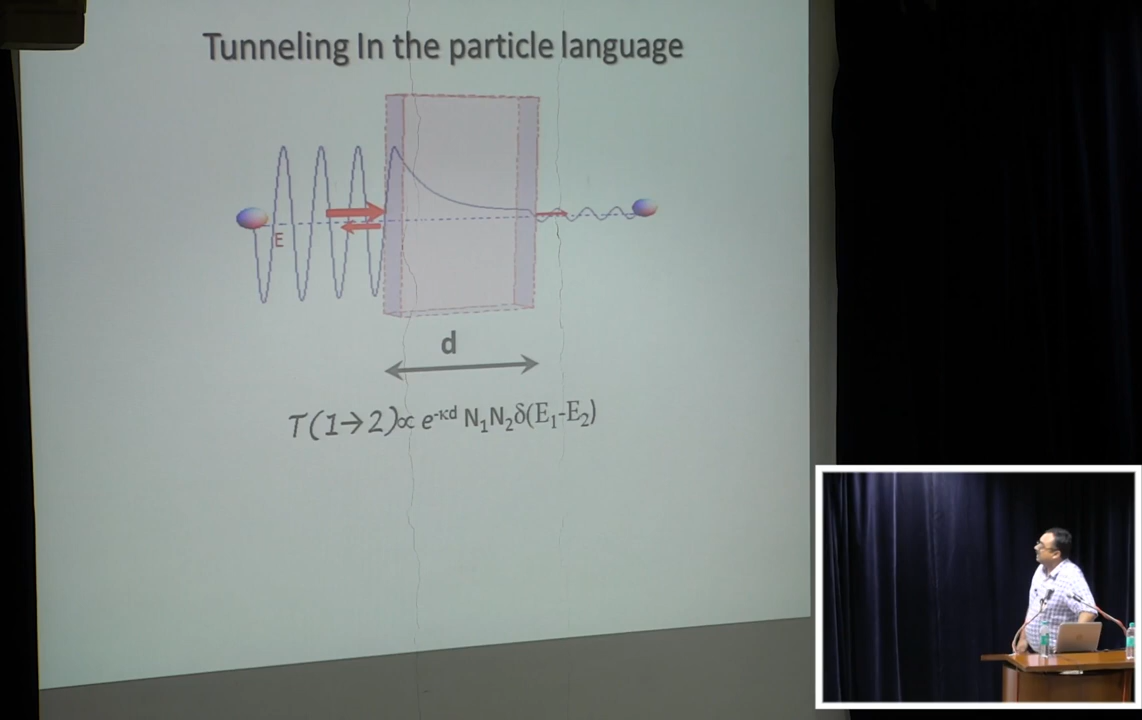 Tunneling In the particle language
E
d
T(1→2)∝ e^-κd N₁N₂δ(E₁-E₂)